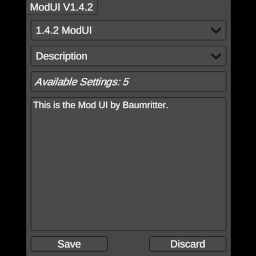 ModUI V1.4.2
1.4.2 ModUI
Description
Available Settings: 5
This is the Mod UI by Baumritter.
Save
Discard